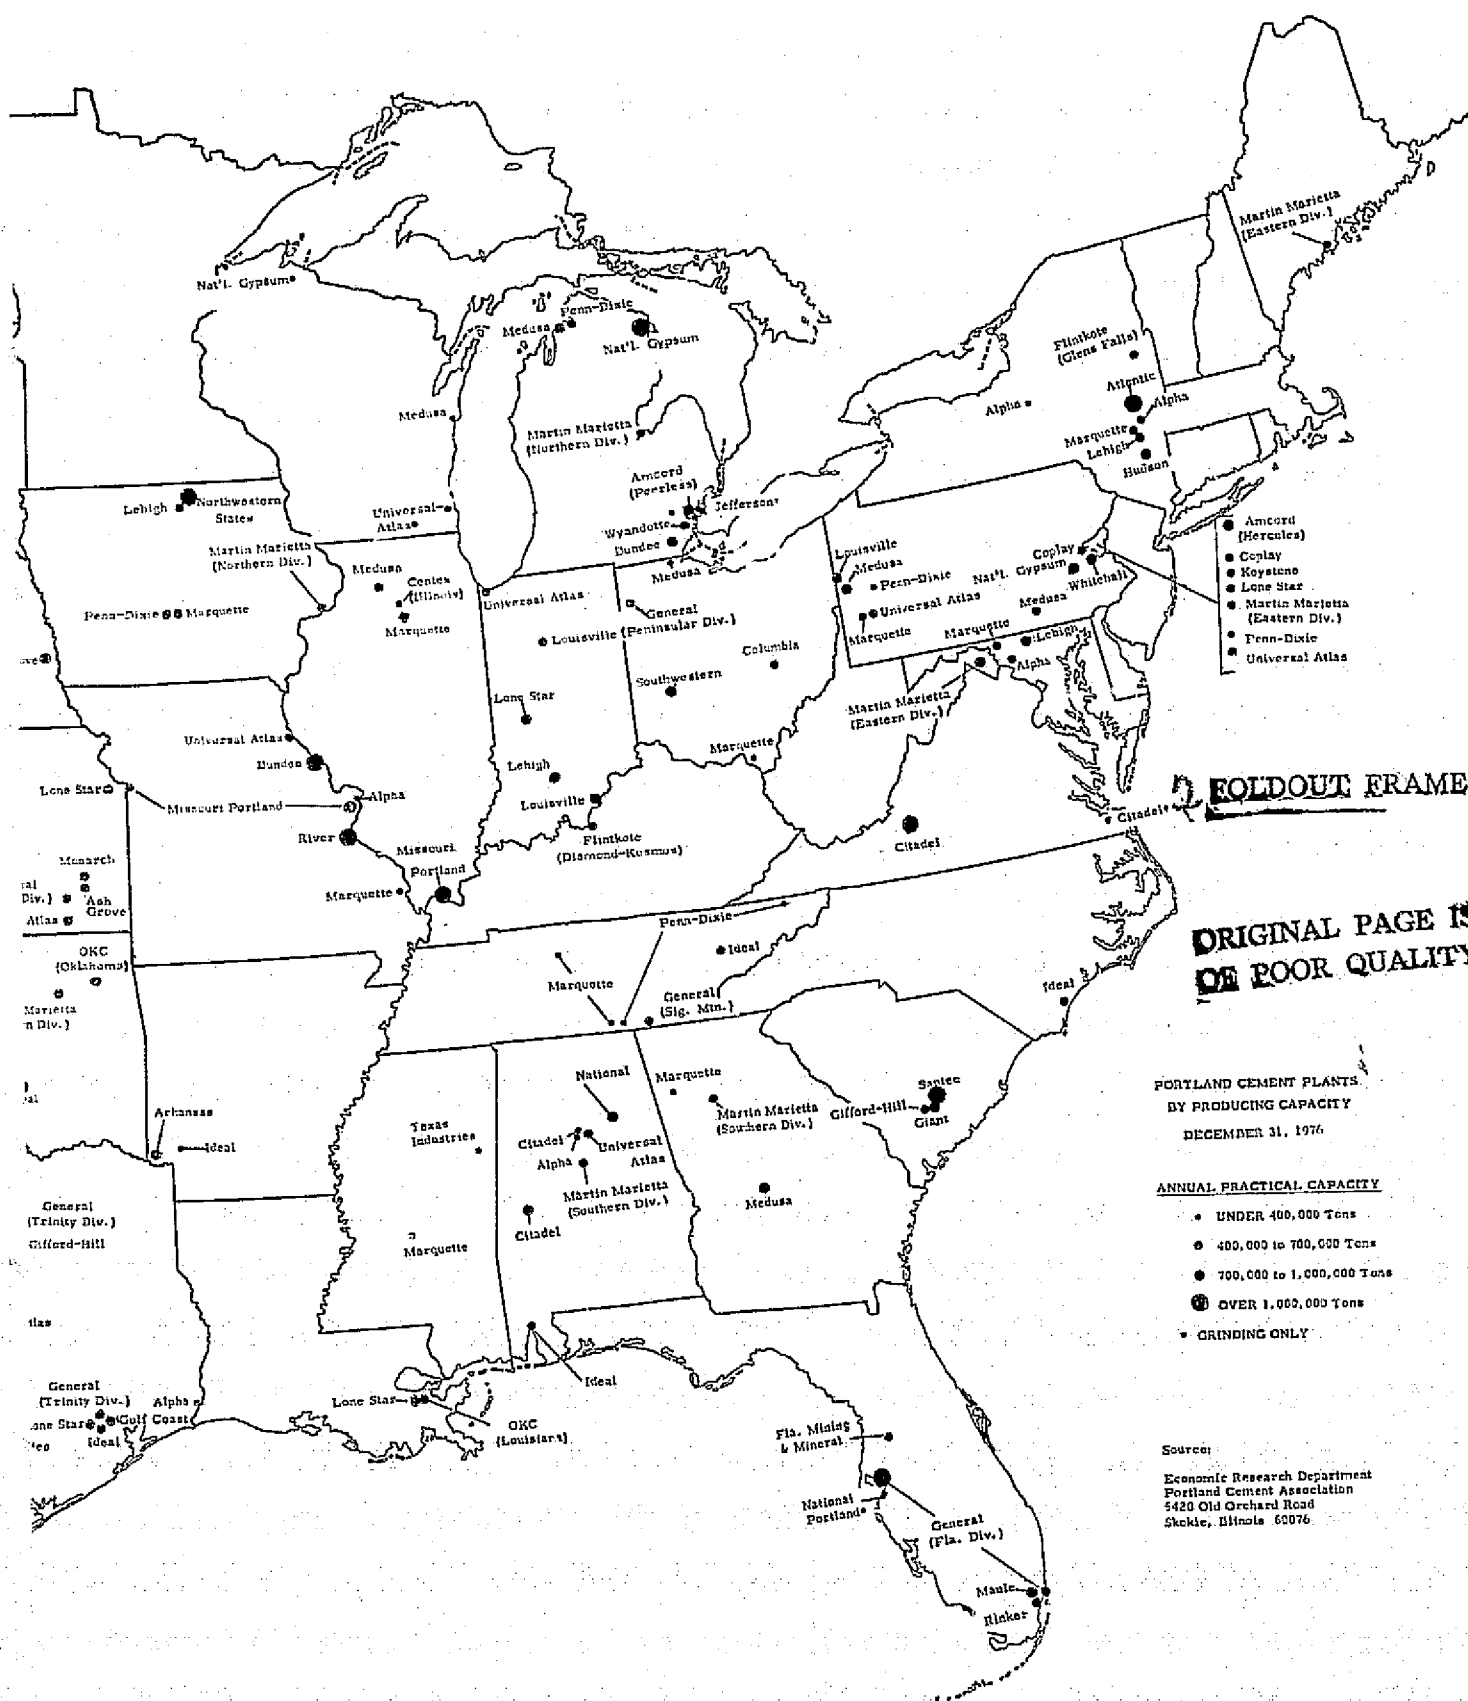 Martin Marietta
(Eastern Div.)
Nat'l. Gypsum
Penn-Dixie
Medusa
Nat'l. Gypsum
Flintkote
(Glens Falls)
Atlantic
Alpha
Alpha
Marquette
Lehigh
Hudson
Medusa
Martin Marietta
(Northern Div.)
Amcord
(Peerless)
Jefferson
Wyandotte
Dundee
Medusa
Lehigh
Northwestern
States
Universal
Atlas
Martin Marietta
(Northern Div.)
Medusa
Centex
(Illinois)
Marquette
Penn-Dixie
Marquette
Universal Atlas
General
(Peninsular Div.)
Louisville
Columbia
Southwestern
Lone Star
Louisville
Medusa
Penn-Dixie
Universal Atlas
Marquette
Coplay
Nat'l. Gypsum
Whitehall
Medusa
Marquette
Lehigh
Alpha
Martin Marietta
(Eastern Div.)
Amcord
(Hercules)
Coplay
Keystone
Lone Star
Martin Marietta
(Eastern Div.)
Penn-Dixie
Universal Atlas
Universal Atlas
Dundee
Marquette
Lehigh
Louisville
Flintkote
(Diamond-Kosmos)
Lone Star
Missouri Portland
Alpha
River
Missouri
Portland
Marquette
Citadel
Citadel
2 FOLDOUT FRAME
Monarch
Div.)
Ash
Grove
Atlas
OKC
(Oklahoma)
Marietta
n Div.)
Penn-Dixie
Ideal
Marquette
General
(Sig. Min.)
Ideal
ORIGINAL PAGE IS
OF POOR QUALITY
Arkansas
Ideal
Texas
Industries
National
Citadel
Alpha
Universal
Atlas
Martin Marietta
(Southern Div.)
Citadel
Marquette
Marquette
Martin Marietta
(Southern Div.)
Medusa
Santee
Gifford-Hill
Giant
PORTLAND CEMENT PLANTS
BY PRODUCING CAPACITY
DECEMBER 31, 1976
ANNUAL PRACTICAL CAPACITY
UNDER 400,000 Tons
400,000 to 700,000 Tons
700,000 to 1,000,000 Tons
OVER 1,000,000 Tons
GRINDING ONLY
General
(Trinity Div.)
Gifford-Hill
General
(Trinity Div.)
Alpha
Gulf Coast
Ideal
Lone Star
OKC
(Louisiana)
Ideal
Fla. Mining
& Mineral
National
Portland
General
(Fla. Div.)
Maule
Rinker
Source:
Economic Research Department
Portland Cement Association
5420 Old Orchard Road
Skokie, Illinois 60076